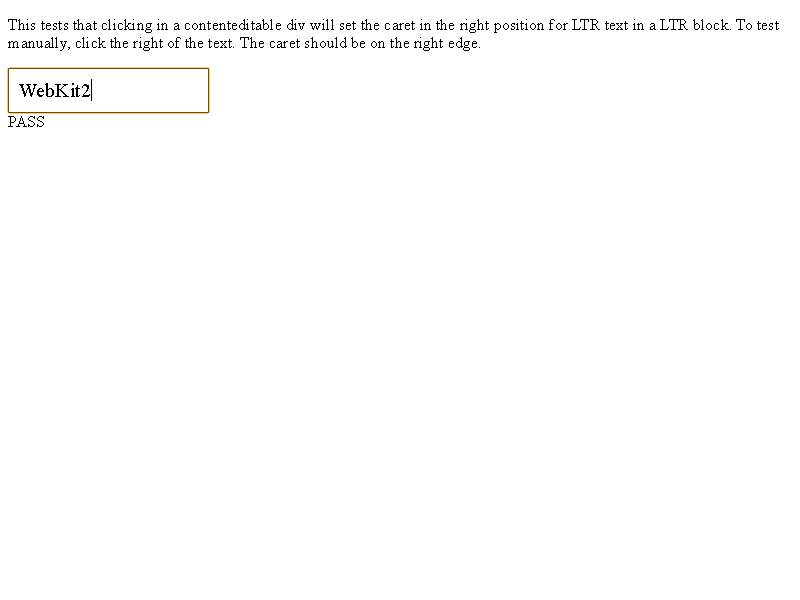 This tests that clicking in a contenteditable div will set the caret in the right position for LTR text in a LTR block. To test
manually, click the right of the text. The caret should be on the right edge.
WebKit2
PASS